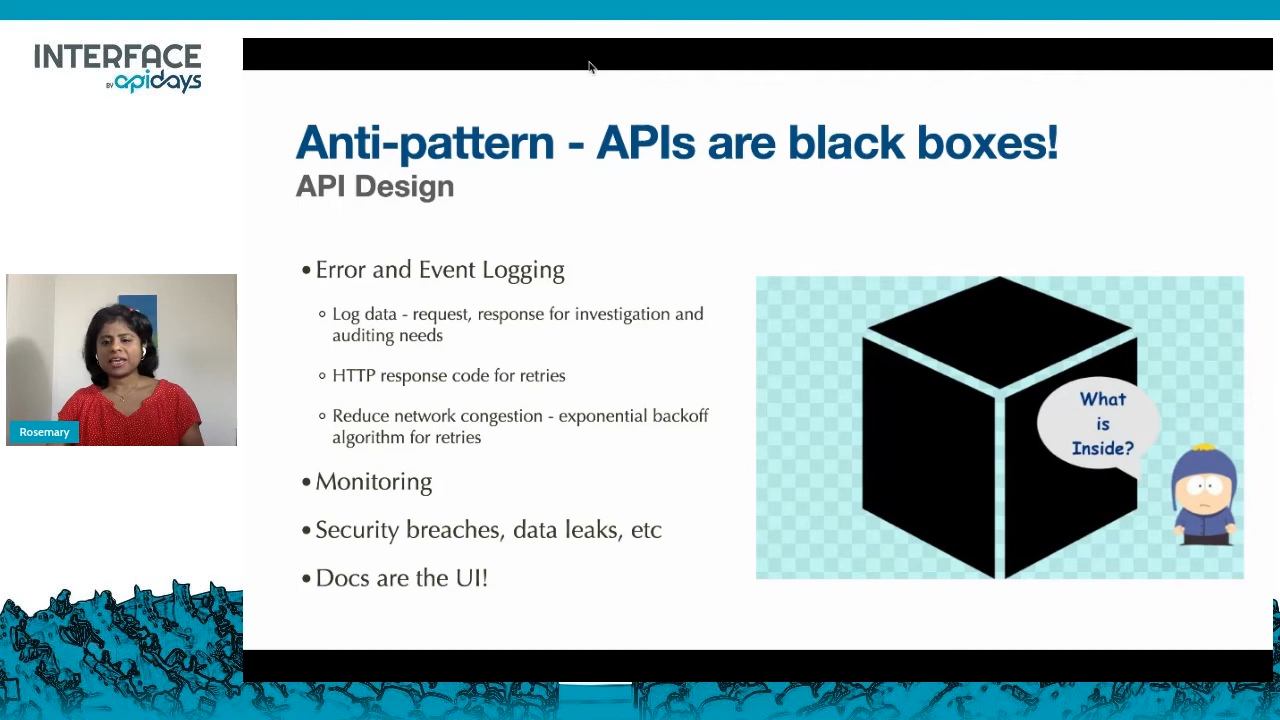 INTERFACE
BY apidays
Anti-pattern - APIs are black boxes!
API Design
•Error and Event Logging
Log data - request, response for investigation and
auditing needs
HTTP response code for retries
Reduce network congestion - exponential backoff
algorithm for retries
•Monitoring
•Security breaches, data leaks, etc
•Docs are the UI!
What
is
Inside?
Rosemary